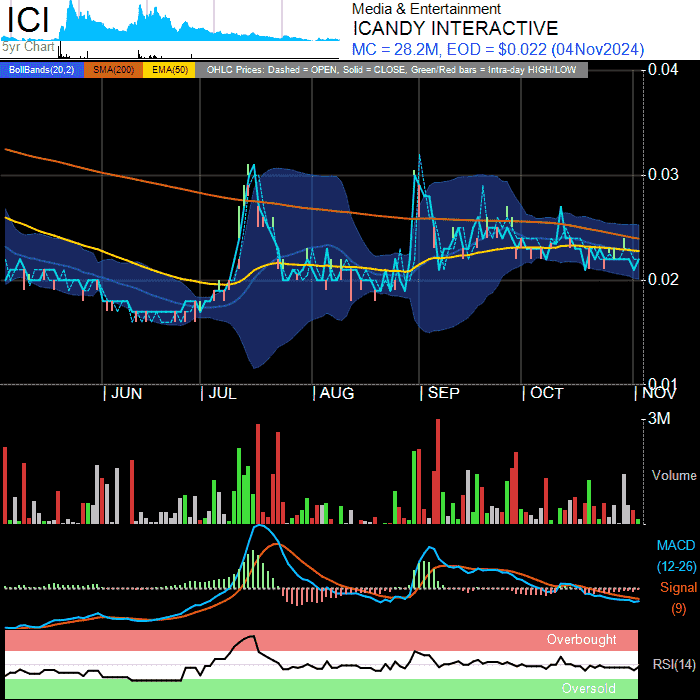 ICI
5yr Chart
Media & Entertainment
ICANDY INTERACTIVE
MC = 28.2M, EOD = $0.022 (04Nov2024)
BollBands(20,2) SMA(200) EMA(50) OHLC Prices: Dashed = OPEN, Solid = CLOSE, Green/Red bars = Intra-day HIGH/LOW
0.04
0.03
0.02
0.01
JUN JUL AUG SEP OCT NOV
3M
Volume
MACD
(12-26)
Signal
(9)
Overbought
RSI(14)
Oversold